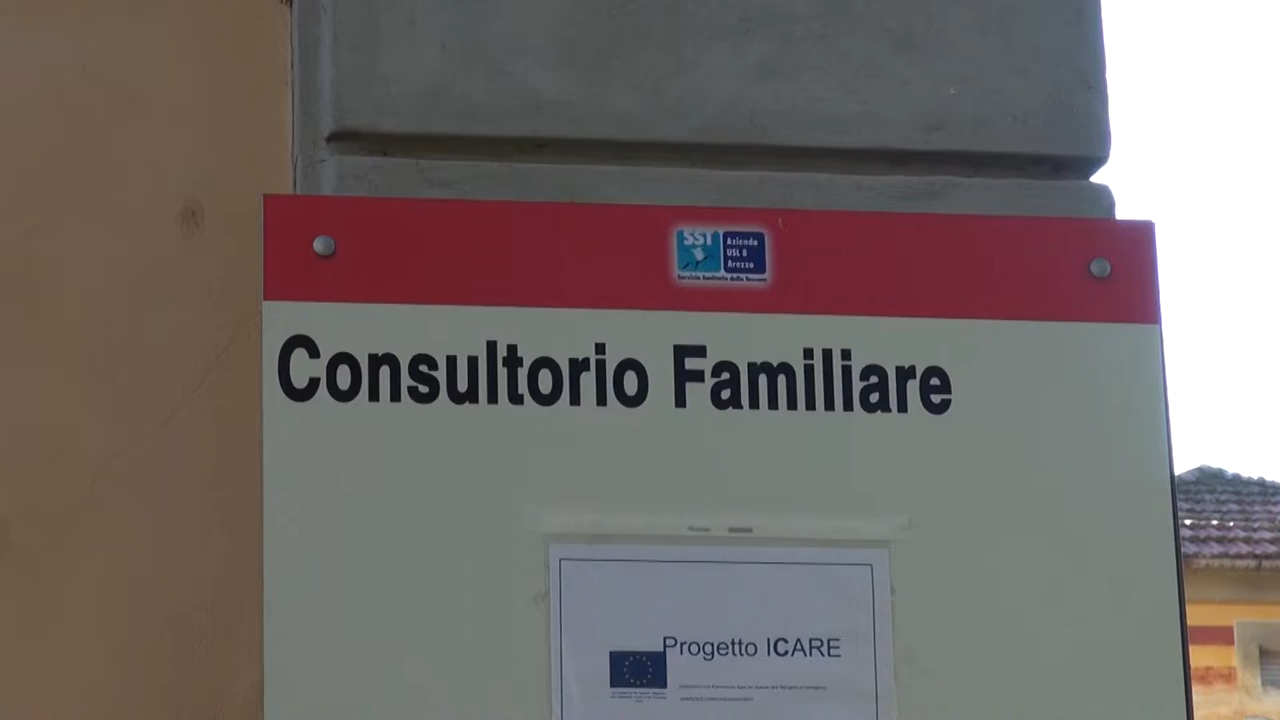 SST
Azienda
USL 8
Arezzo
Servizio Sanitario della Toscana
Consultorio Familiare
Progetto ICARE